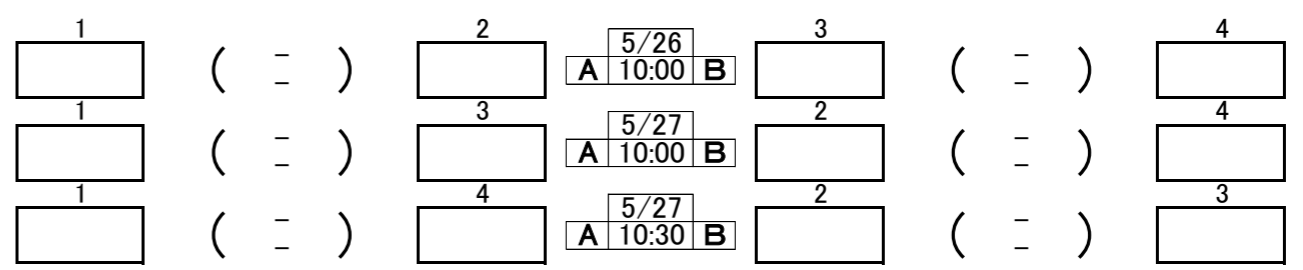 1 2 5/26 3 4
( - - ) A 10:00 B ( - - )
1 3 5/27 2 4
( - - ) A 10:00 B ( - - )
1 4 5/27 2 3
( - - ) A 10:30 B ( - - )